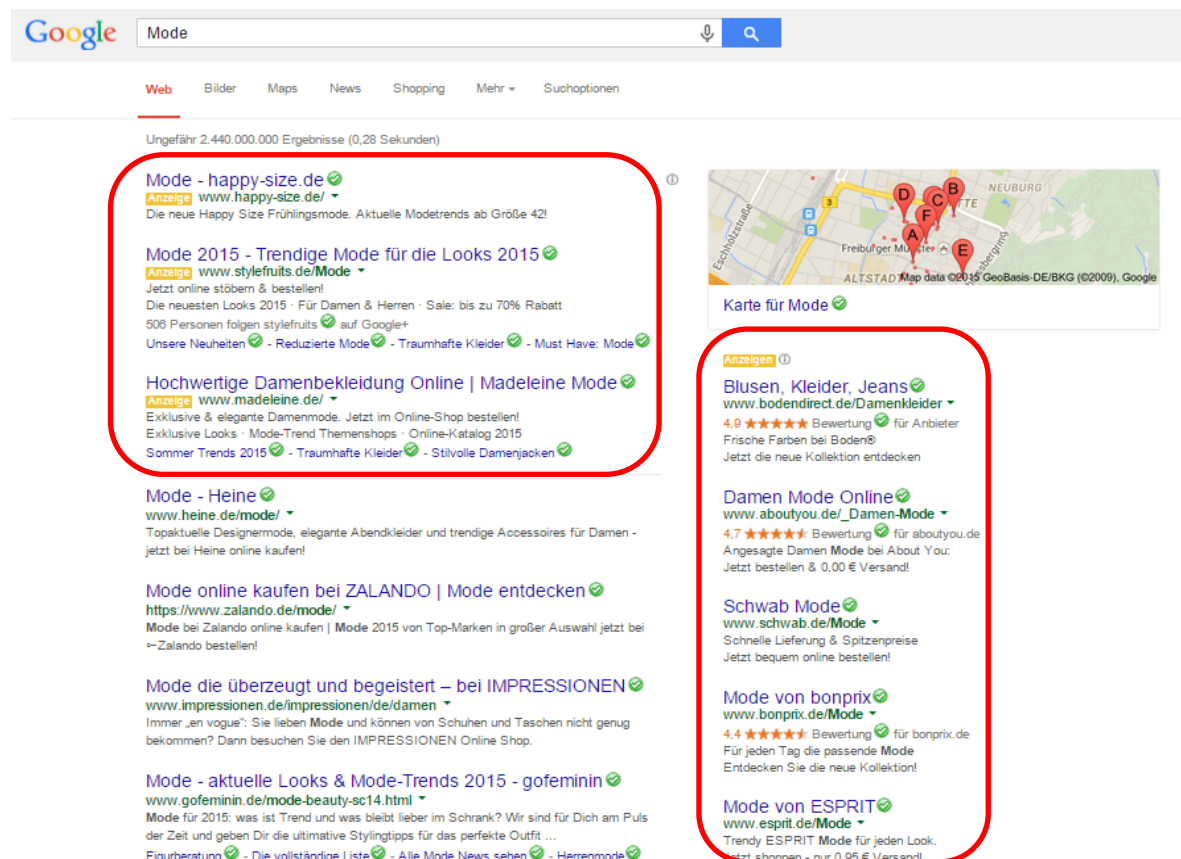 Google
Mode
Web Bilder Maps News Shopping Mehr Suchoptionen
Ungefähr 2.440.000.000 Ergebnisse (0,28 Sekunden)
Mode - happy-size.de
Anzeige www.happy-size.de/
Die neue Happy Size Frühlingsmode. Aktuelle Modetrends ab Größe 42!
Mode 2015 - Trendige Mode für die Looks 2015
Anzeige www.stylefruits.de/Mode
Jetzt online stöbern & bestellen!
Die neuesten Looks 2015 · Für Damen & Herren · Sale: bis zu 70% Rabatt
506 Personen folgen stylefruits auf Google+
Unsere Neuheiten - Reduzierte Mode - Traumhafte Kleider - Must Have: Mode
Hochwertige Damenbekleidung Online | Madeleine Mode
Anzeige www.madeleine.de/
Exklusive & elegante Damenmode. Jetzt im Online-Shop bestellen!
Exklusive Looks · Mode-Trend Themenshops · Online-Katalog 2015
Sommer Trends 2015 - Traumhafte Kleider - Stilvolle Damenjacken
Mode - Heine
www.heine.de/mode/
Topaktuelle Designermode, elegante Abendkleider und trendige Accessoires für Damen -
jetzt bei Heine online kaufen!
Mode online kaufen bei ZALANDO | Mode entdecken
https://www.zalando.de/mode/
Mode bei Zalando online kaufen | Mode 2015 von Top-Marken in großer Auswahl jetzt bei
➳Zalando bestellen!
Mode die überzeugt und begeistert – bei IMPRESSIONEN
www.impressionen.de/impressionen/de/damen
Immer „en vogue“: Sie lieben Mode und können von Schuhen und Taschen nicht genug
bekommen? Dann besuchen Sie den IMPRESSIONEN Online Shop.
Mode - aktuelle Looks & Mode-Trends 2015 - gofeminin
www.gofeminin.de/mode-beauty-sc14.html
Mode für 2015: was ist Trend und was bleibt lieber im Schrank? Wir sind für Dich am Puls
der Zeit und geben Dir die ultimative Stylingtipps für das perfekte Outfit ...
Figurberatung - Die vollständige Liste - Alle Mode News sehen - Herrenmode
NEUBURG
D B C F A E
3
Eschholzstraße
Freiburger Münster
ALTSTADT
Map data ©2015 GeoBasis-DE/BKG (©2009), Google
Karte für Mode
Anzeigen
Blusen, Kleider, Jeans
www.bodendirect.de/Damenkleider
4,9 ★★★★★ Bewertung für Anbieter
Frische Farben bei Boden®
Jetzt die neue Kollektion entdecken
Damen Mode Online
www.aboutyou.de/_Damen-Mode
4,7 ★★★★★ Bewertung für aboutyou.de
Angesagte Damen Mode bei About You:
Jetzt bestellen & 0,00 € Versand!
Schwab Mode
www.schwab.de/Mode
Schnelle Lieferung & Spitzenpreise
Jetzt bequem online bestellen!
Mode von bonprix
www.bonprix.de/Mode
4,4 ★★★★★ Bewertung für bonprix.de
Für jeden Tag die passende Mode
Entdecken Sie die neue Kollektion!
Mode von ESPRIT
www.esprit.de/Mode
Trendy ESPRIT Mode für jeden Look.
Jetzt shoppen - nur 0,95 € Versand!